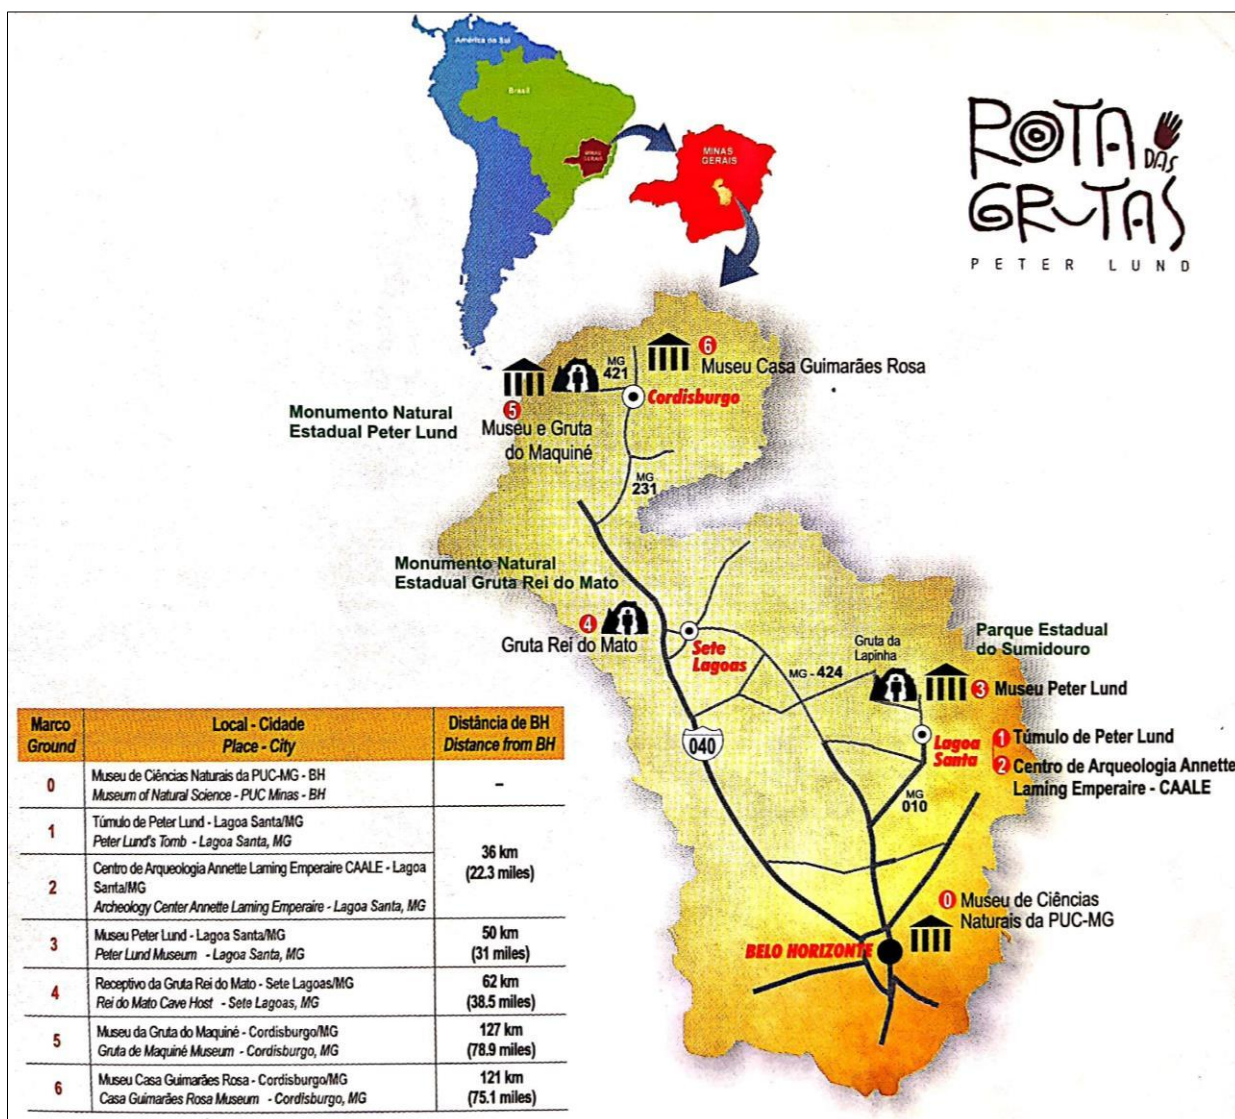 América do Sul
Brasil
MINAS
GERAIS
MINAS
GERAIS
ROTA
DAS
GRUTAS
PETER LUND
6
Museu Casa Guimarães Rosa
MG
421
Cordisburgo
Monumento Natural
Estadual Peter Lund
5
Museu e Gruta
do Maquiné
MG
231
Monumento Natural
Estadual Gruta Rei do Mato
4
Gruta Rei do Mato
Sete
Lagoas
Gruta da
Lapinha
MG - 424
Parque Estadual
do Sumidouro
3 Museu Peter Lund
040
Lagoa
Santa
1 Túmulo de Peter Lund
2 Centro de Arqueologia Annette
Laming Emperaire - CAALE
MG
010
0 Museu de Ciências
Naturais da PUC-MG
BELO HORIZONTE
Marco
Ground
Local - Cidade
Place - City
Distância de BH
Distance from BH
0
Museu de Ciências Naturais da PUC-MG - BH
Museum of Natural Science - PUC Minas - BH
–
1
Túmulo de Peter Lund - Lagoa Santa/MG
Peter Lund's Tomb - Lagoa Santa, MG
36 km
(22.3 miles)
2
Centro de Arqueologia Annette Laming Emperaire CAALE - Lagoa
Santa/MG
Archeology Center Annette Laming Emperaire - Lagoa Santa, MG
3
Museu Peter Lund - Lagoa Santa/MG
Peter Lund Museum - Lagoa Santa, MG
50 km
(31 miles)
4
Receptivo da Gruta Rei do Mato - Sete Lagoas/MG
Rei do Mato Cave Host - Sete Lagoas, MG
62 km
(38.5 miles)
5
Museu da Gruta do Maquiné - Cordisburgo/MG
Gruta de Maquiné Museum - Cordisburgo, MG
127 km
(78.9 miles)
6
Museu Casa Guimarães Rosa - Cordisburgo/MG
Casa Guimarães Rosa Museum - Cordisburgo, MG
121 km
(75.1 miles)